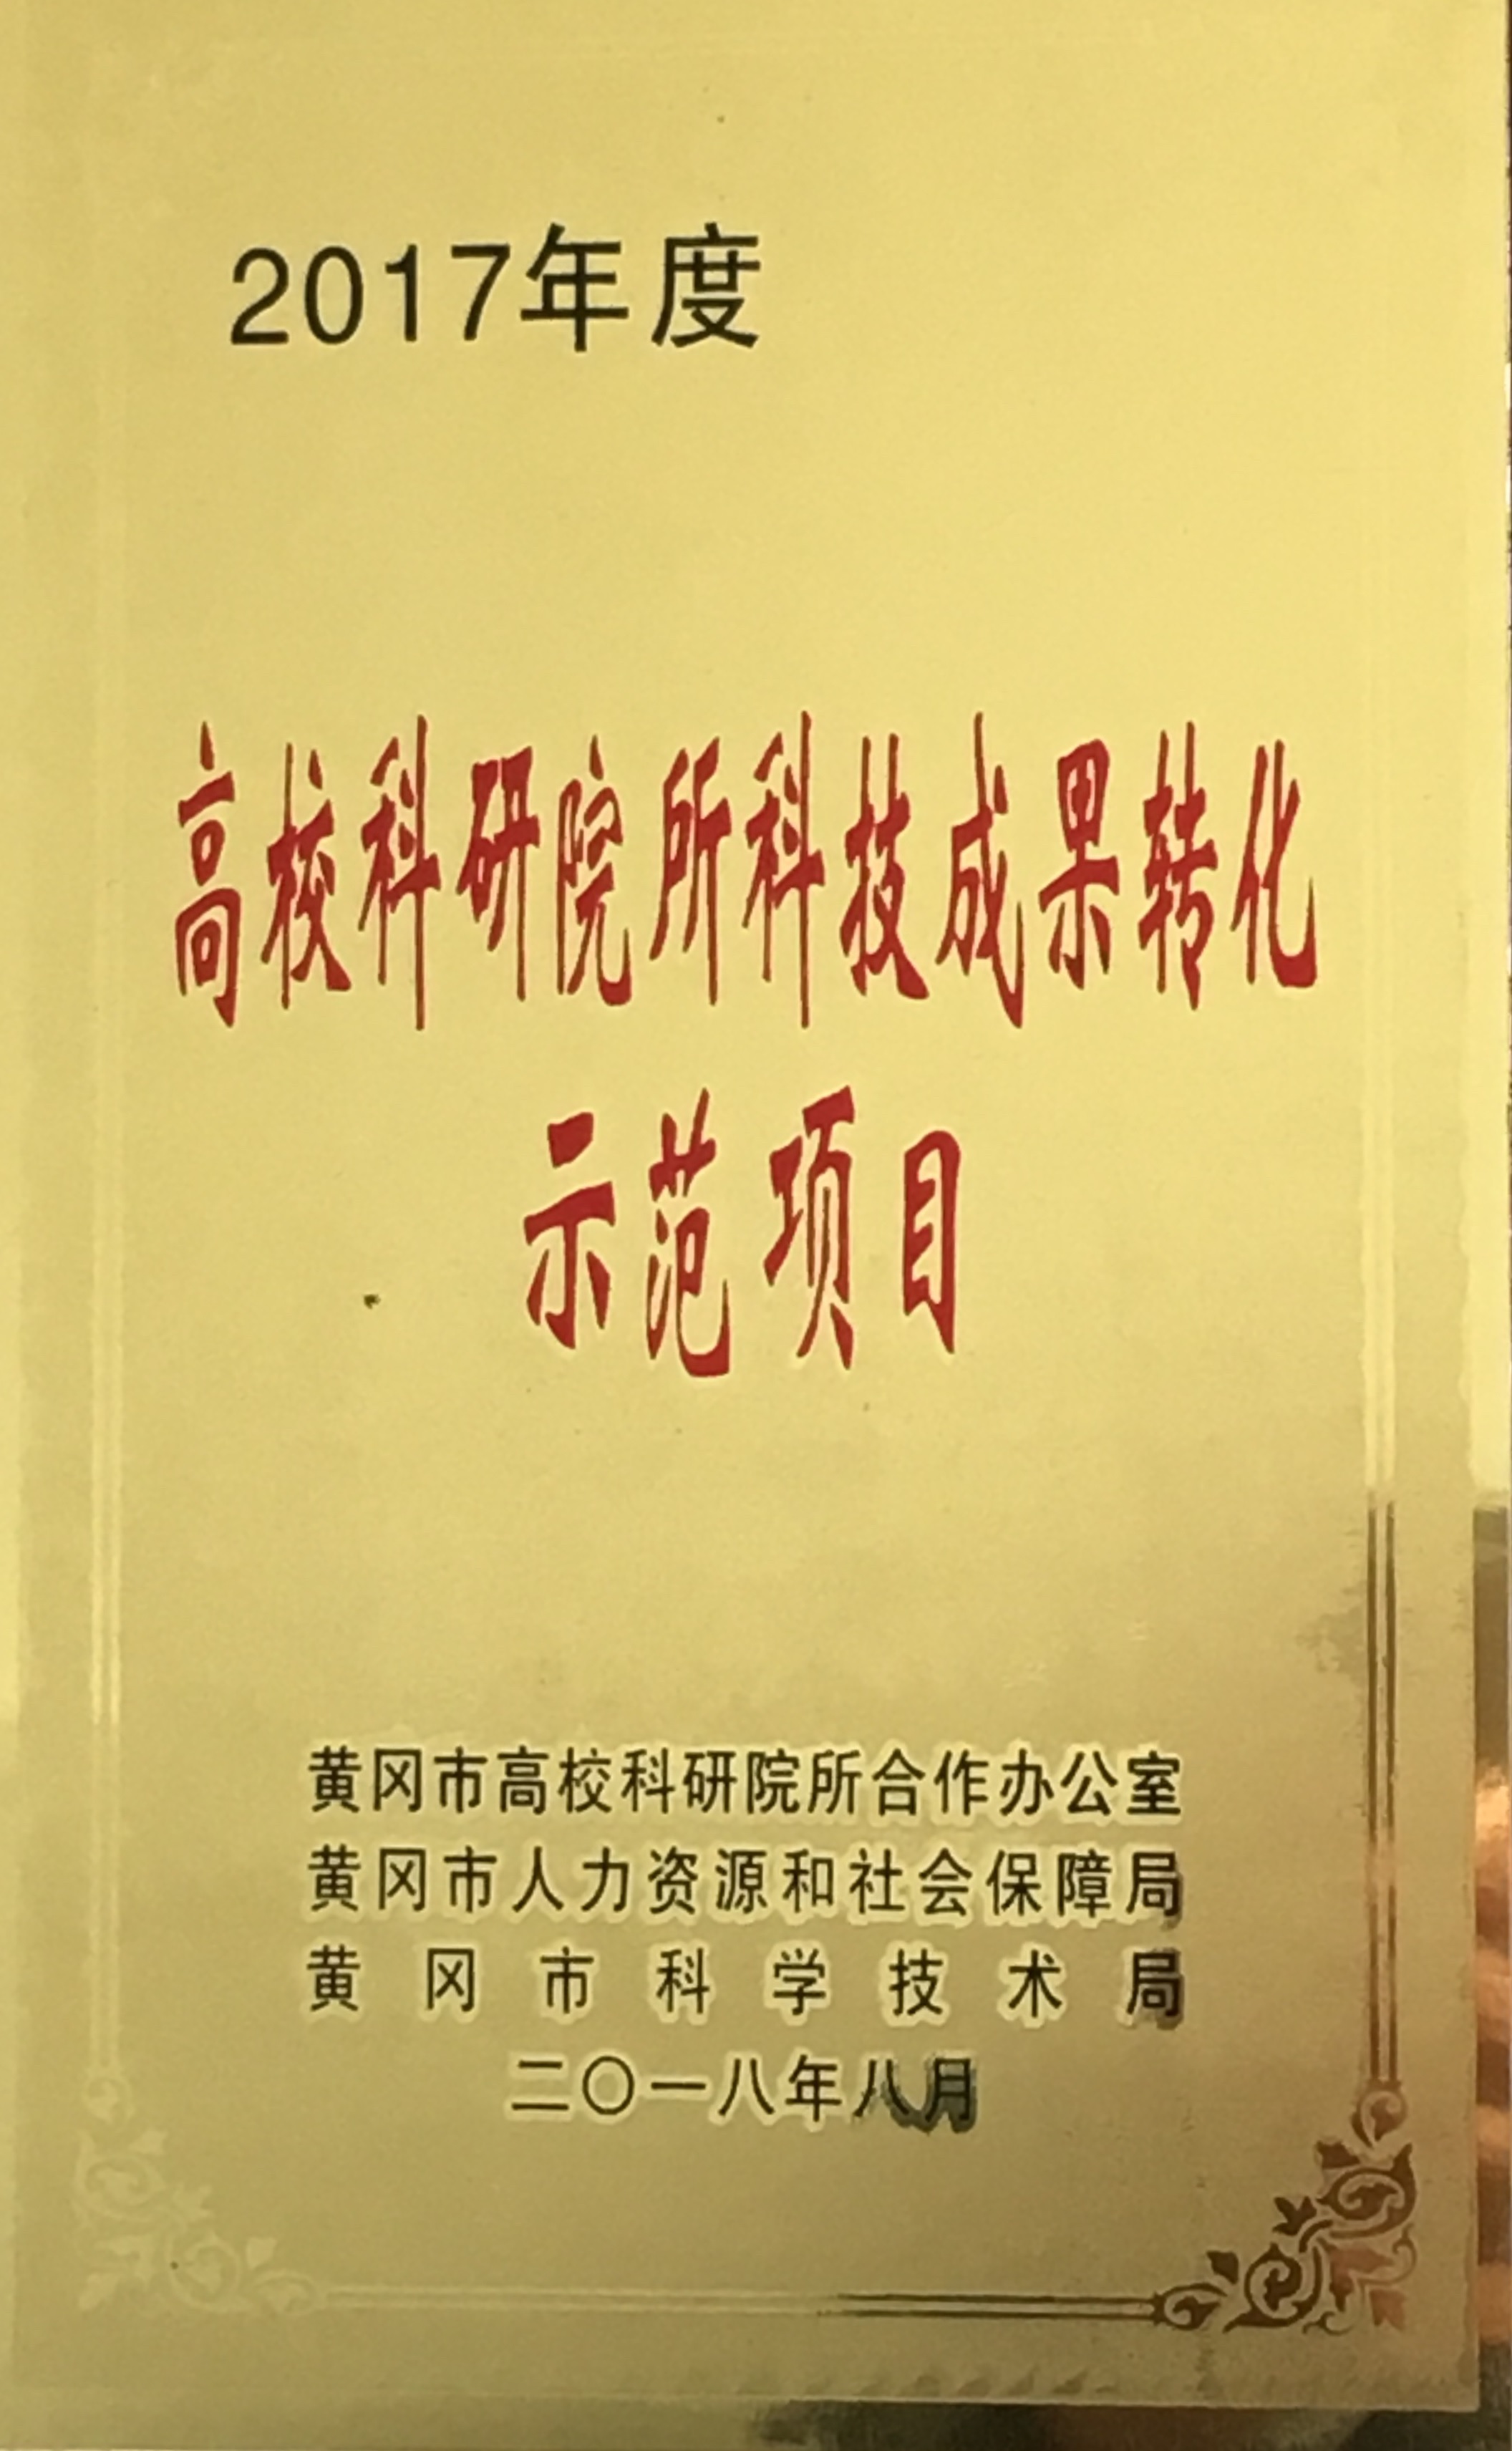 2017年度
高校科研院所科技成果转化
示范项目
黄冈市高校科研院所合作办公室
黄冈市人力资源和社会保障局
黄冈市科学技术局
二〇一八年八月